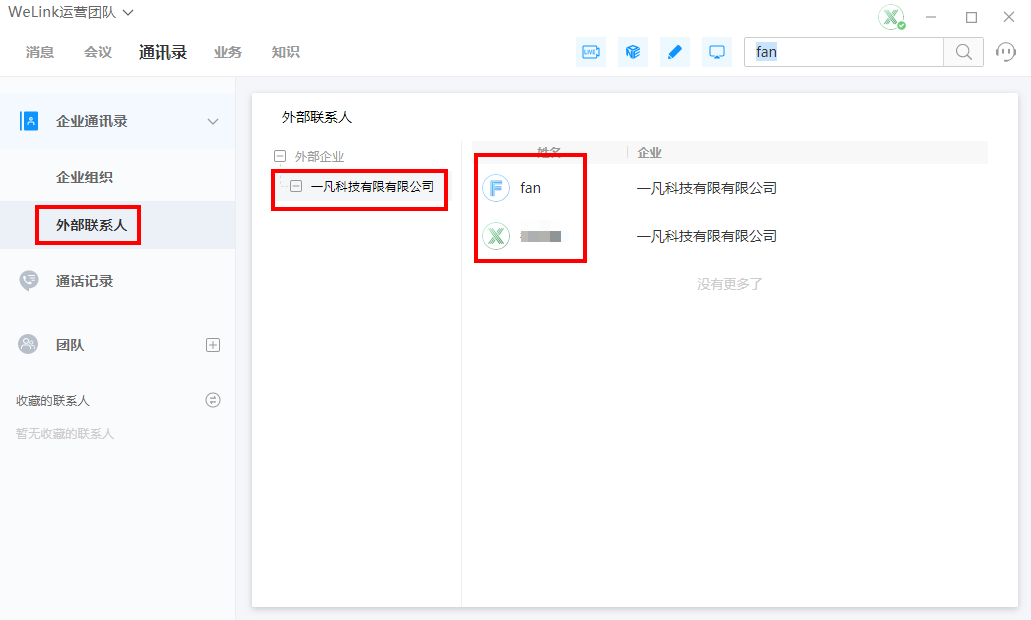 WeLink运营团队
消息 会议 通讯录 业务 知识
LIVE
fan
企业通讯录
企业组织
外部联系人
通话记录
团队
收藏的联系人
暂无收藏的联系人
外部联系人
外部企业
一凡科技有限有限公司
姓名 企业
F fan 一凡科技有限有限公司
一凡科技有限有限公司
没有更多了